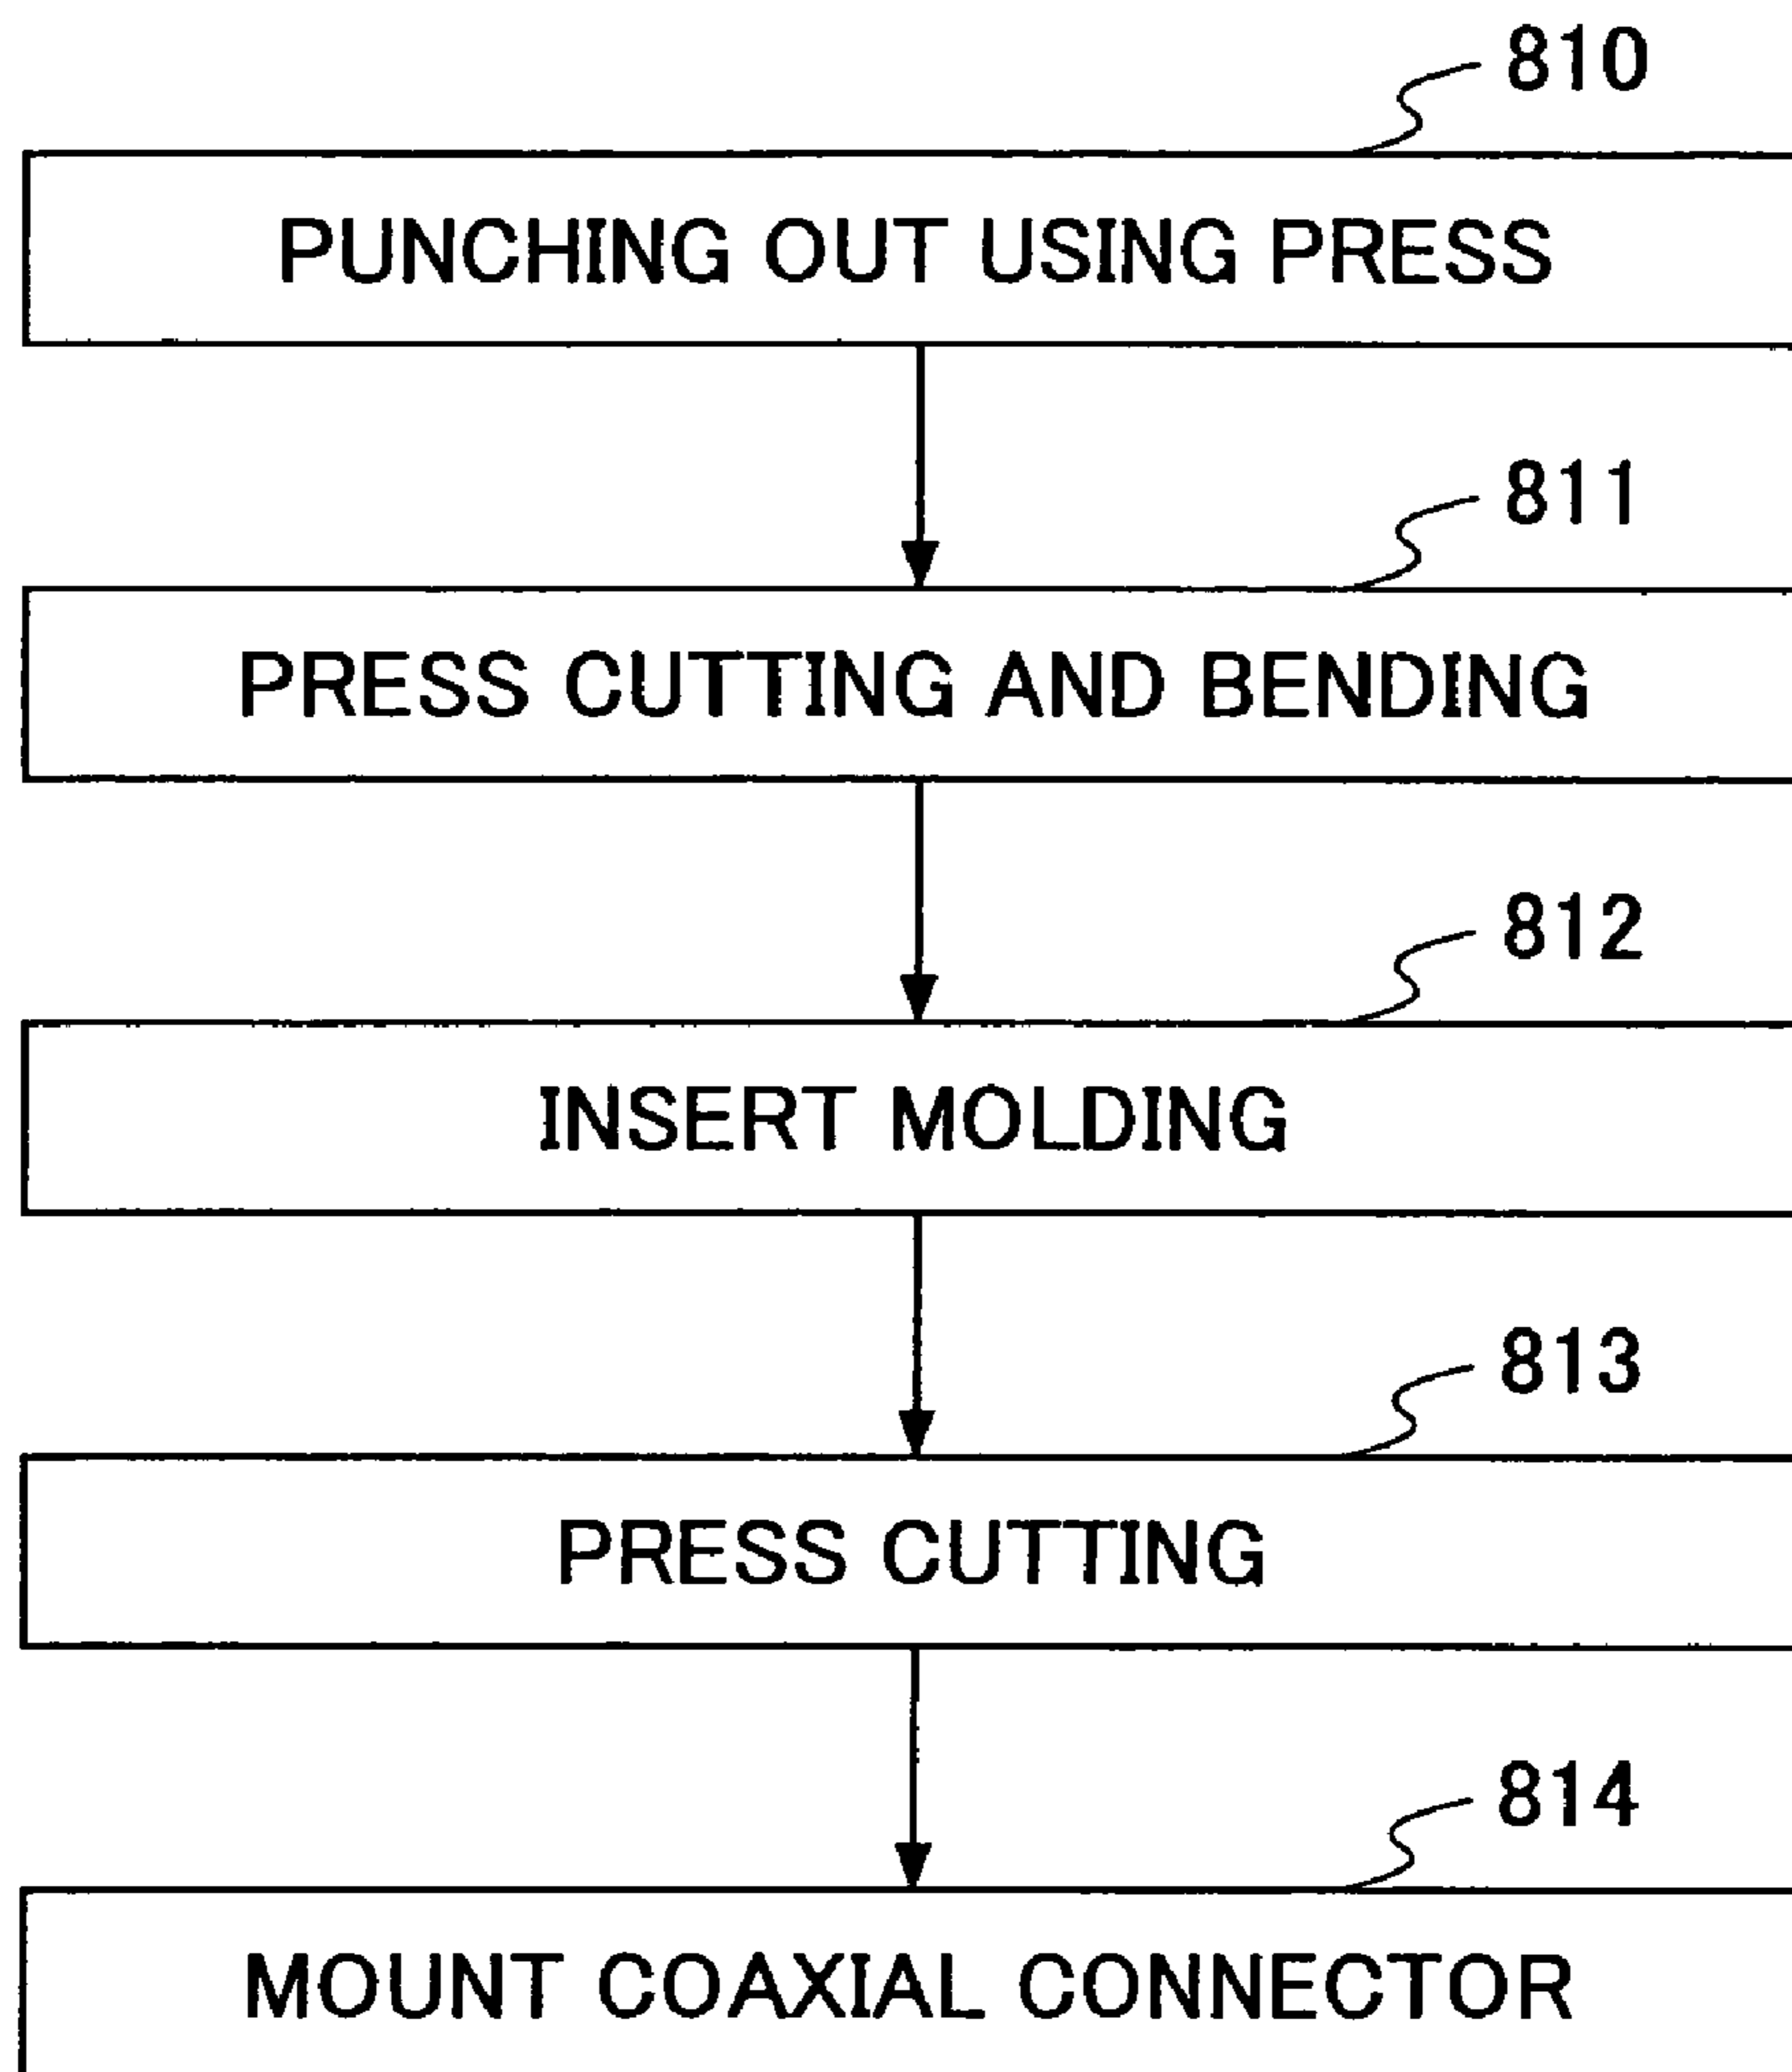 810
PUNCHING OUT USING PRESS
811
PRESS CUTTING AND BENDING
812
INSERT MOLDING
813
PRESS CUTTING
814
MOUNT COAXIAL CONNECTOR